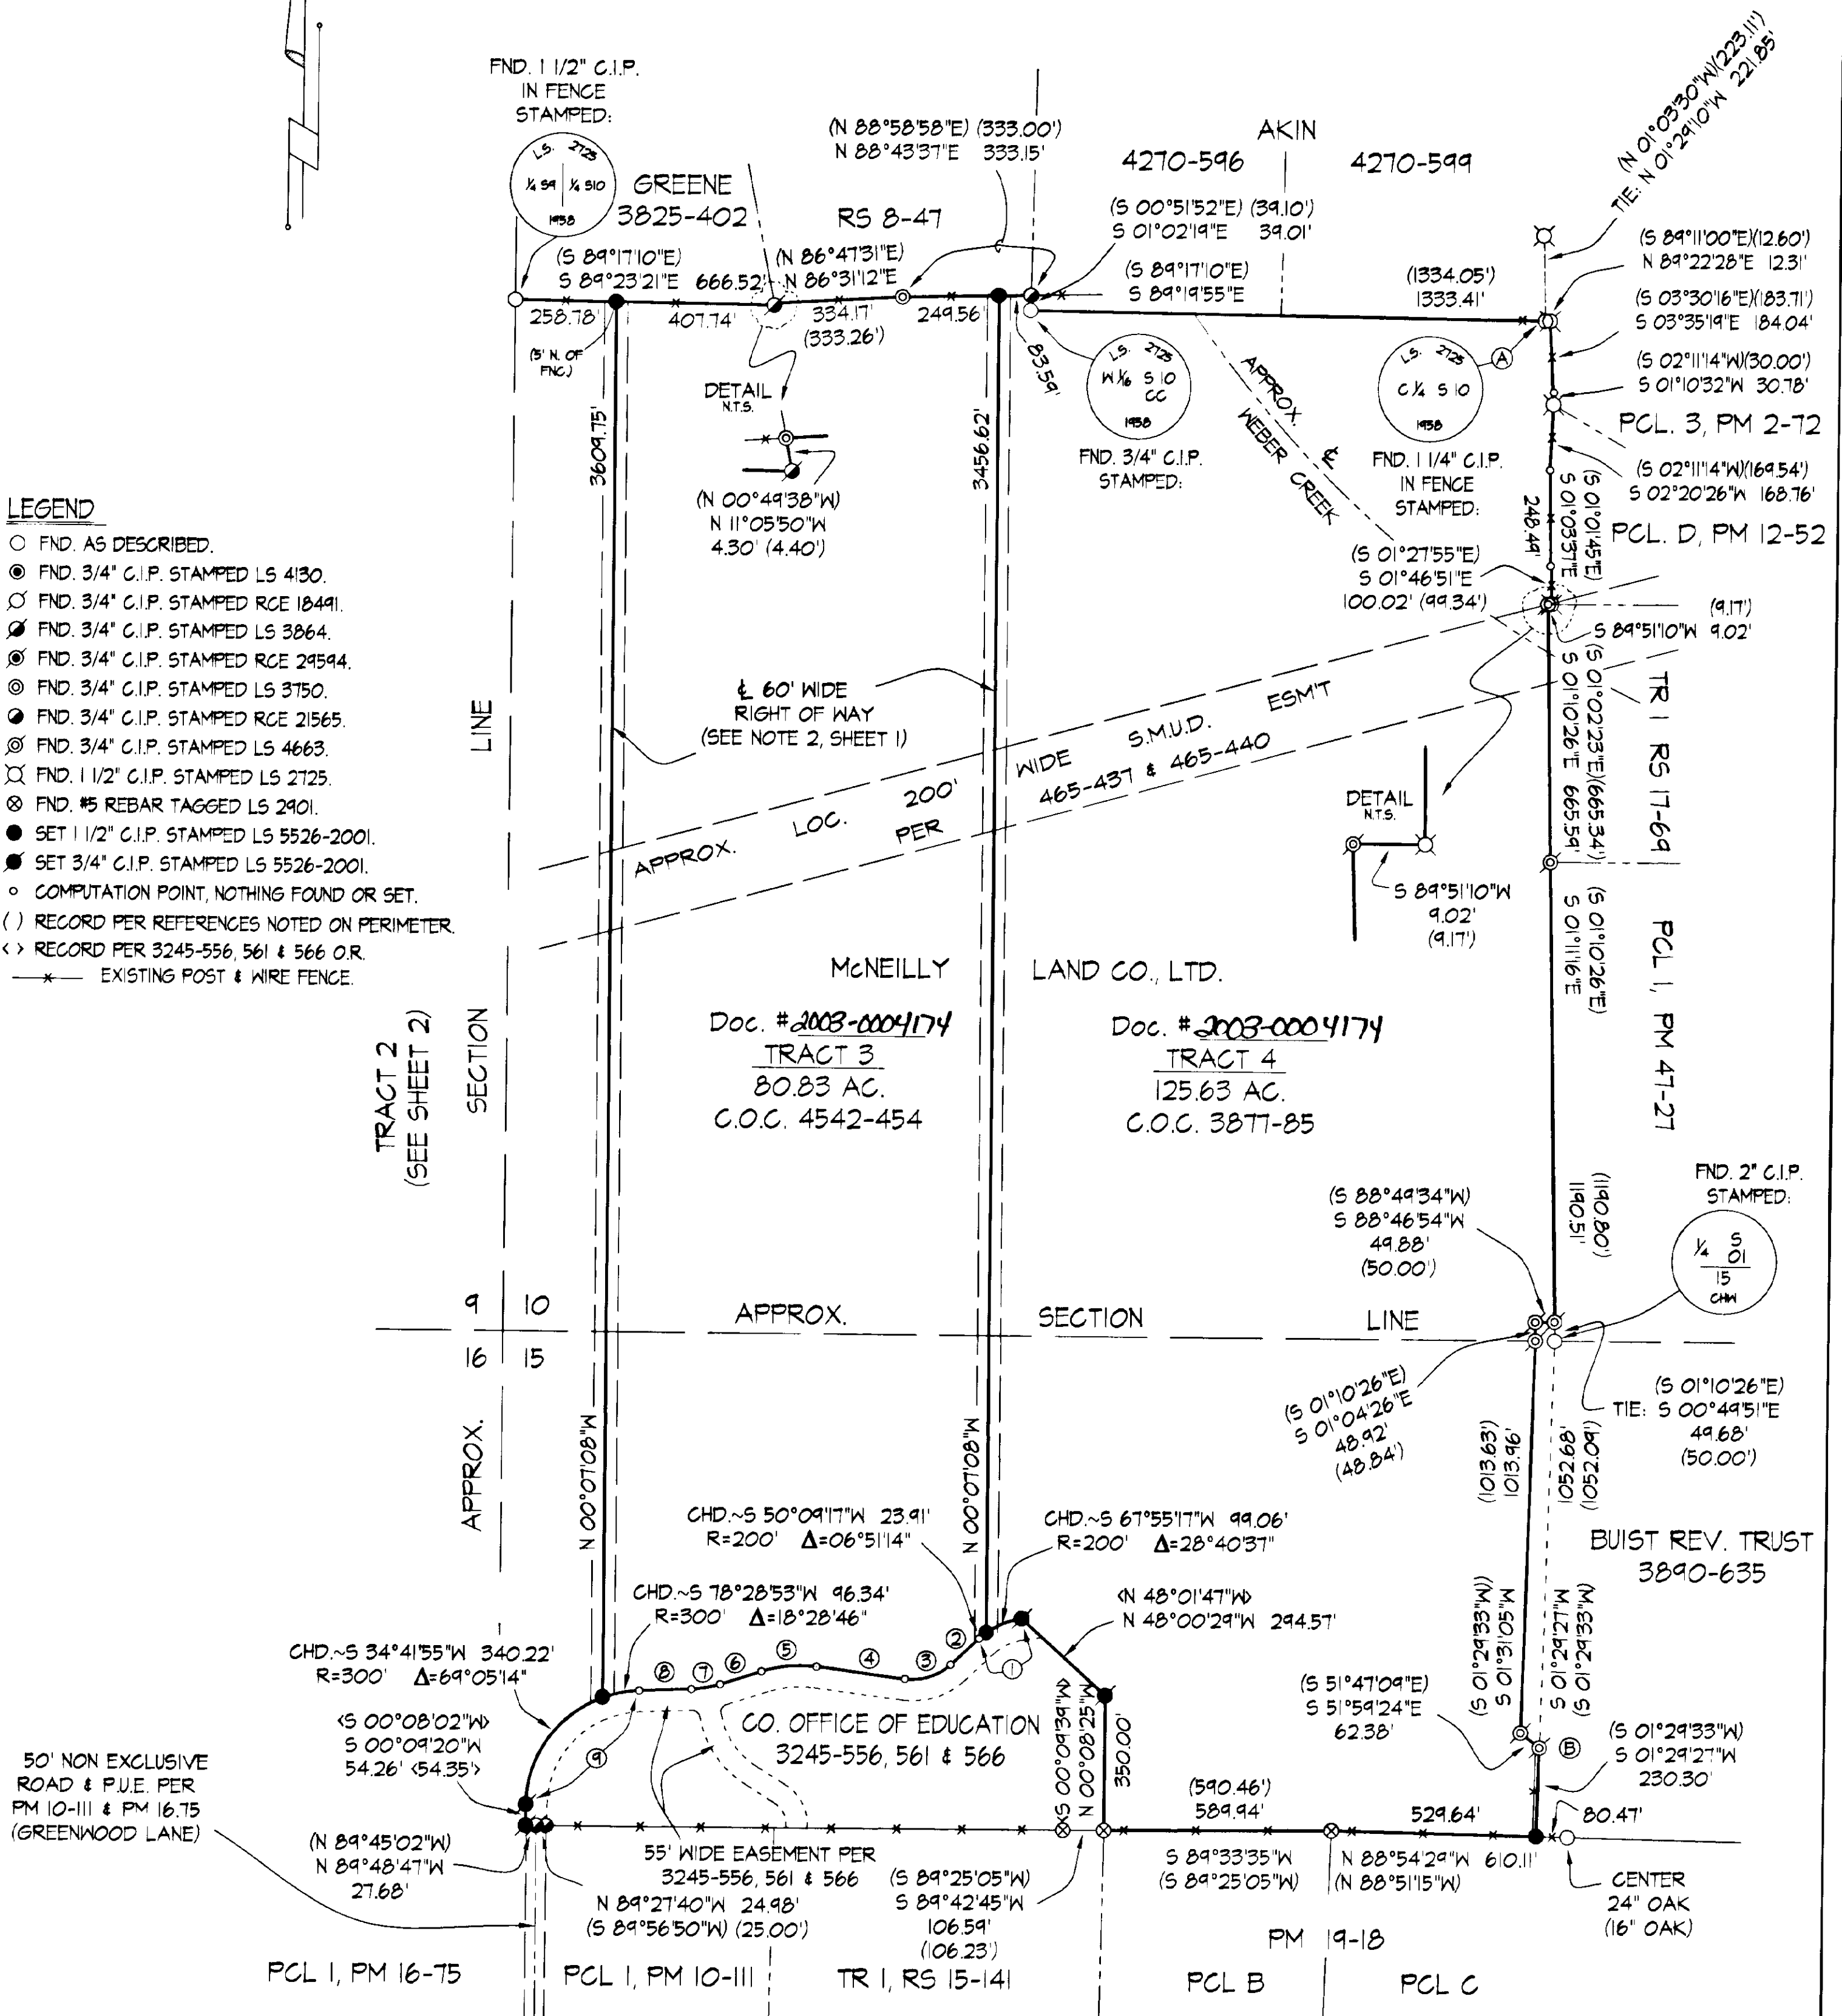 FND. 1 1/2" C.I.P.
IN FENCE
STAMPED:
L.S. 2725
1/4 S9 | 1/4 S10
1958
GREENE
3825-402
RS 8-47
(N 88°58'58"E) (333.00')
N 88°43'37"E 333.15'
AKIN
4270-596
4270-599
(N 01°03'30"W)(223.11')
TIE: N 01°29'10"W 221.85'
(S 89°17'10"E)
S 89°23'21"E 666.52'
(N 86°47'31"E)
N 86°31'12"E
(S 00°51'52"E) (39.10')
S 01°02'19"E 39.01'
(S 89°17'10"E)
S 89°19'55"E
(1334.05')
1333.41'
(S 89°11'00"E)(12.60')
N 89°22'28"E 12.31'
(S 03°30'16"E)(183.71')
S 03°35'19"E 184.04'
(S 02°11'14"W)(30.00')
S 01°10'32"W 30.78'
PCL. 3, PM 2-72
(S 02°11'14"W)(169.54')
S 02°20'26"W 168.76'
PCL. D, PM 12-52
258.78'
407.74'
334.17'
(333.26')
249.56'
83.59'
(5' N. OF
FNC.)
DETAIL
N.T.S.
(N 00°49'38"W)
N 11°05'50"W
4.30' (4.40')
L.S. 2725
W 1/16 S 10
CC
1958
FND. 3/4" C.I.P.
STAMPED:
APPROX. ℄
WEBER CREEK
L.S. 2725
C 1/4 S 10
1958
A
FND. 1 1/4" C.I.P.
IN FENCE
STAMPED:
248.49'
S 01°03'37"E
(S 01°01'45"E)
(S 01°27'55"E)
S 01°46'51"E
100.02' (99.34')
(9.17')
S 89°51'10"W 9.02'
3609.75'
3456.62'
LEGEND
FND. AS DESCRIBED.
FND. 3/4" C.I.P. STAMPED LS 4130.
FND. 3/4" C.I.P. STAMPED RCE 18491.
FND. 3/4" C.I.P. STAMPED LS 3864.
FND. 3/4" C.I.P. STAMPED RCE 29594.
FND. 3/4" C.I.P. STAMPED LS 3750.
FND. 3/4" C.I.P. STAMPED RCE 21565.
FND. 3/4" C.I.P. STAMPED LS 4663.
FND. 1 1/2" C.I.P. STAMPED LS 2725.
FND. #5 REBAR TAGGED LS 2901.
SET 1 1/2" C.I.P. STAMPED LS 5526-2001.
SET 3/4" C.I.P. STAMPED LS 5526-2001.
COMPUTATION POINT, NOTHING FOUND OR SET.
( ) RECORD PER REFERENCES NOTED ON PERIMETER.
< > RECORD PER 3245-556, 561 & 566 O.R.
EXISTING POST & WIRE FENCE.
℄ 60' WIDE
RIGHT OF WAY
(SEE NOTE 2, SHEET 1)
APPROX. LOC. 200' WIDE S.M.U.D. ESM'T
PER 465-437 & 465-440
DETAIL
N.T.S.
S 89°51'10"W
9.02'
(9.17')
S 01°10'26"E 665.59'
(S 01°02'23"E)(665.34')
TR 1 RS 17-69
S 01°11'16"E
(S 01°10'26"E)
PCL 1, PM 47-27
1190.51'
(1190.80')
APPROX. SECTION LINE
TRACT 2
(SEE SHEET 2)
McNEILLY LAND CO., LTD.
Doc. #2003-0004174
TRACT 3
80.83 AC.
C.O.C. 4542-454
Doc. #2003-0004174
TRACT 4
125.63 AC.
C.O.C. 3877-85
FND. 2" C.I.P.
STAMPED:
1/4 S
01
15
CHW
(S 88°49'34"W)
S 88°46'54"W
49.88'
(50.00')
9 | 10
16 | 15
APPROX. SECTION LINE
(S 01°10'26"E)
S 01°04'26"E
48.92'
(48.84')
(S 01°10'26"E)
TIE: S 00°49'51"E
49.68'
(50.00')
(1013.63')
1013.96'
1052.68'
(1052.09')
(S 01°29'33"W)
S 01°31'05"W
S 01°29'27"W
(S 01°29'33"W)
BUIST REV. TRUST
3890-635
N 00°07'08"W
N 00°07'08"W
CHD.~S 50°09'17"W 23.91'
R=200' Δ=06°51'14"
CHD.~S 67°55'17"W 99.06'
R=200' Δ=28°40'37"
CHD.~S 78°28'53"W 96.34'
R=300' Δ=18°28'46"
<N 48°01'47"W>
N 48°00'29"W 294.57'
CHD.~S 34°41'55"W 340.22'
R=300' Δ=69°05'14"
8 7 6 5 4 3 2 1
9
<S 00°08'02"W>
S 00°09'20"W
54.26' <54.35'>
CO. OFFICE OF EDUCATION
3245-556, 561 & 566
<S 00°09'39"W>
N 00°08'25"W
350.00'
(S 51°47'09"E)
S 51°59'24"E
62.38'
B
(S 01°29'33"W)
S 01°29'27"W
230.30'
50' NON EXCLUSIVE
ROAD & P.U.E. PER
PM 10-111 & PM 16.75
(GREENWOOD LANE)
(N 89°45'02"W)
N 89°48'47"W
27.68'
55' WIDE EASEMENT PER
3245-556, 561 & 566
N 89°27'40"W 24.98'
(S 89°56'50"W) (25.00')
(S 89°25'05"W)
S 89°42'45"W
106.59'
(106.23')
(590.46')
589.94'
S 89°33'35"W
(S 89°25'05"W)
529.64'
N 88°54'29"W 610.11'
(N 88°51'15"W)
80.47'
CENTER
24" OAK
(16" OAK)
PM 19-18
PCL 1, PM 16-75
PCL 1, PM 10-111
TR 1, RS 15-141
PCL B
PCL C